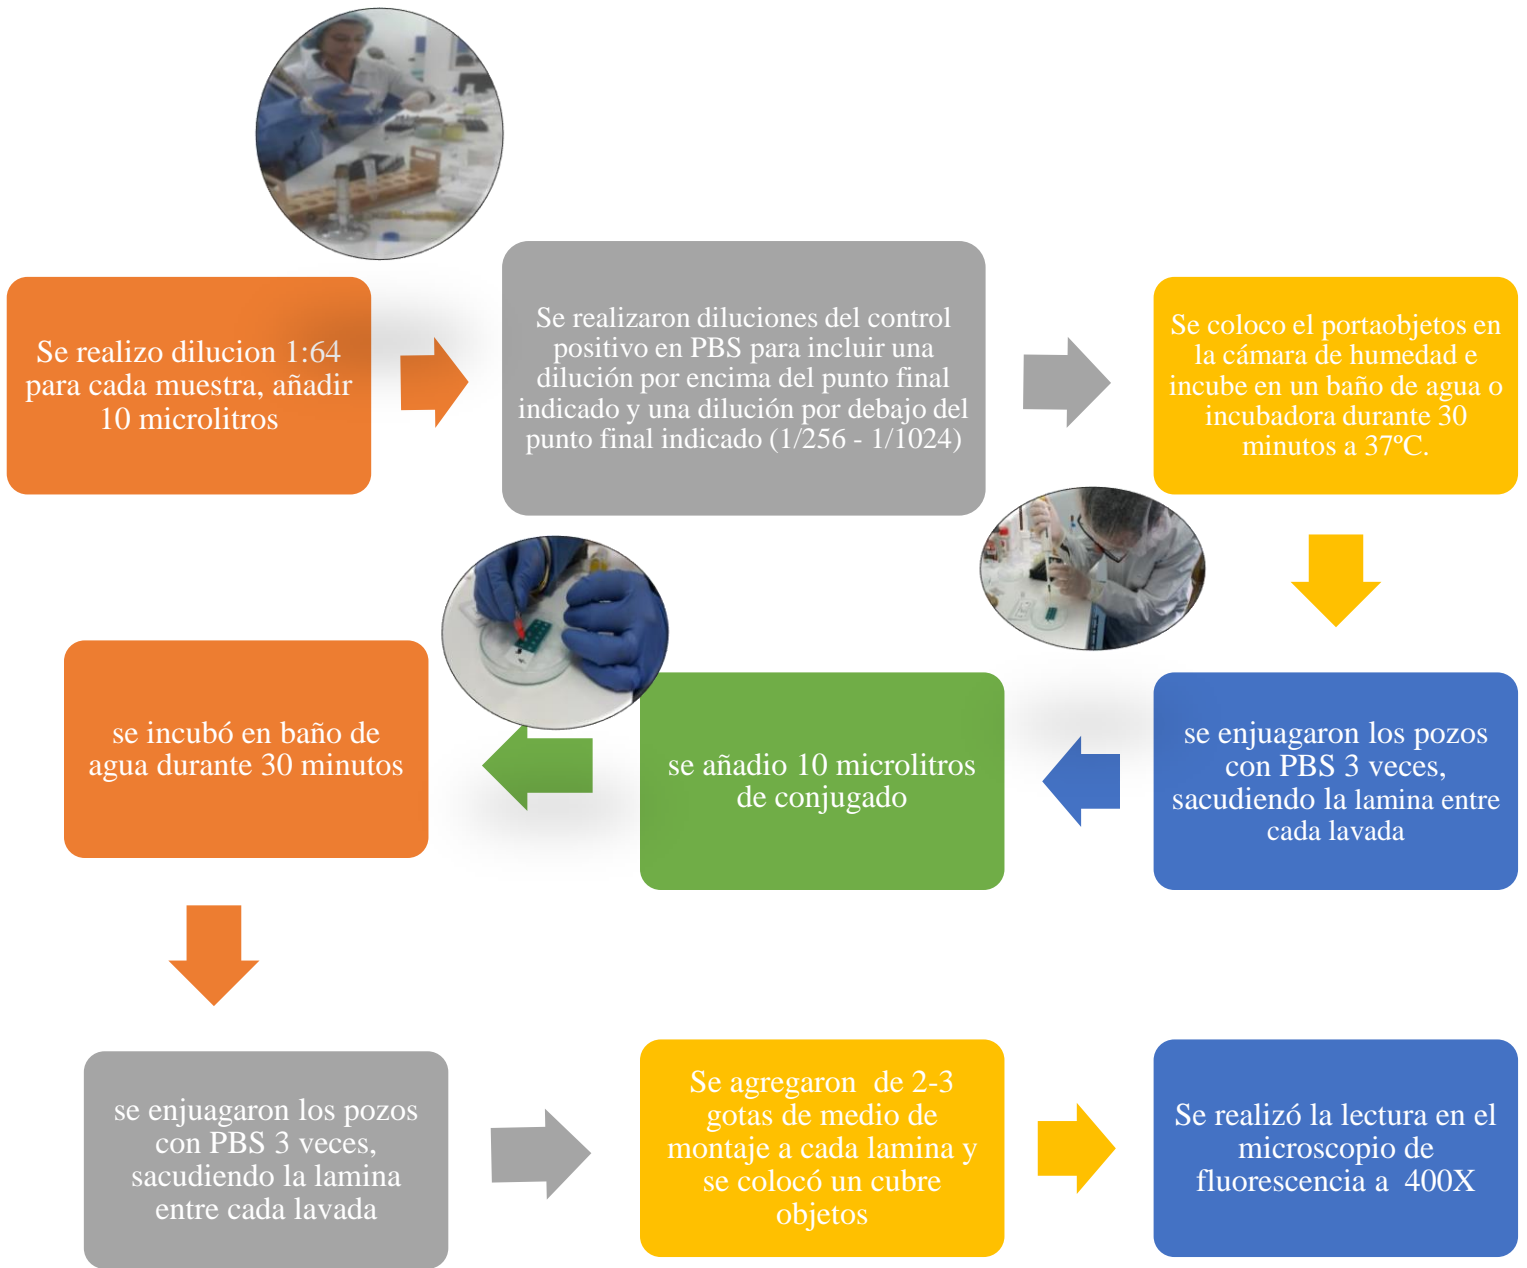 Se realizo dilucion 1:64
para cada muestra, añadir
10 microlitros
Se realizaron diluciones del control
positivo en PBS para incluir una
dilución por encima del punto final
indicado y una dilución por debajo del
punto final indicado (1/256 - 1/1024)
Se coloco el portaobjetos en
la cámara de humedad e
incube en un baño de agua o
incubadora durante 30
minutos a 37ºC.
se enjuagaron los pozos
con PBS 3 veces,
sacudiendo la lamina entre
cada lavada
se añadio 10 microlitros
de conjugado
se incubó en baño de
agua durante 30 minutos
se enjuagaron los pozos
con PBS 3 veces,
sacudiendo la lamina
entre cada lavada
Se agregaron de 2-3
gotas de medio de
montaje a cada lamina y
se colocó un cubre
objetos
Se realizó la lectura en el
microscopio de
fluorescencia a 400X